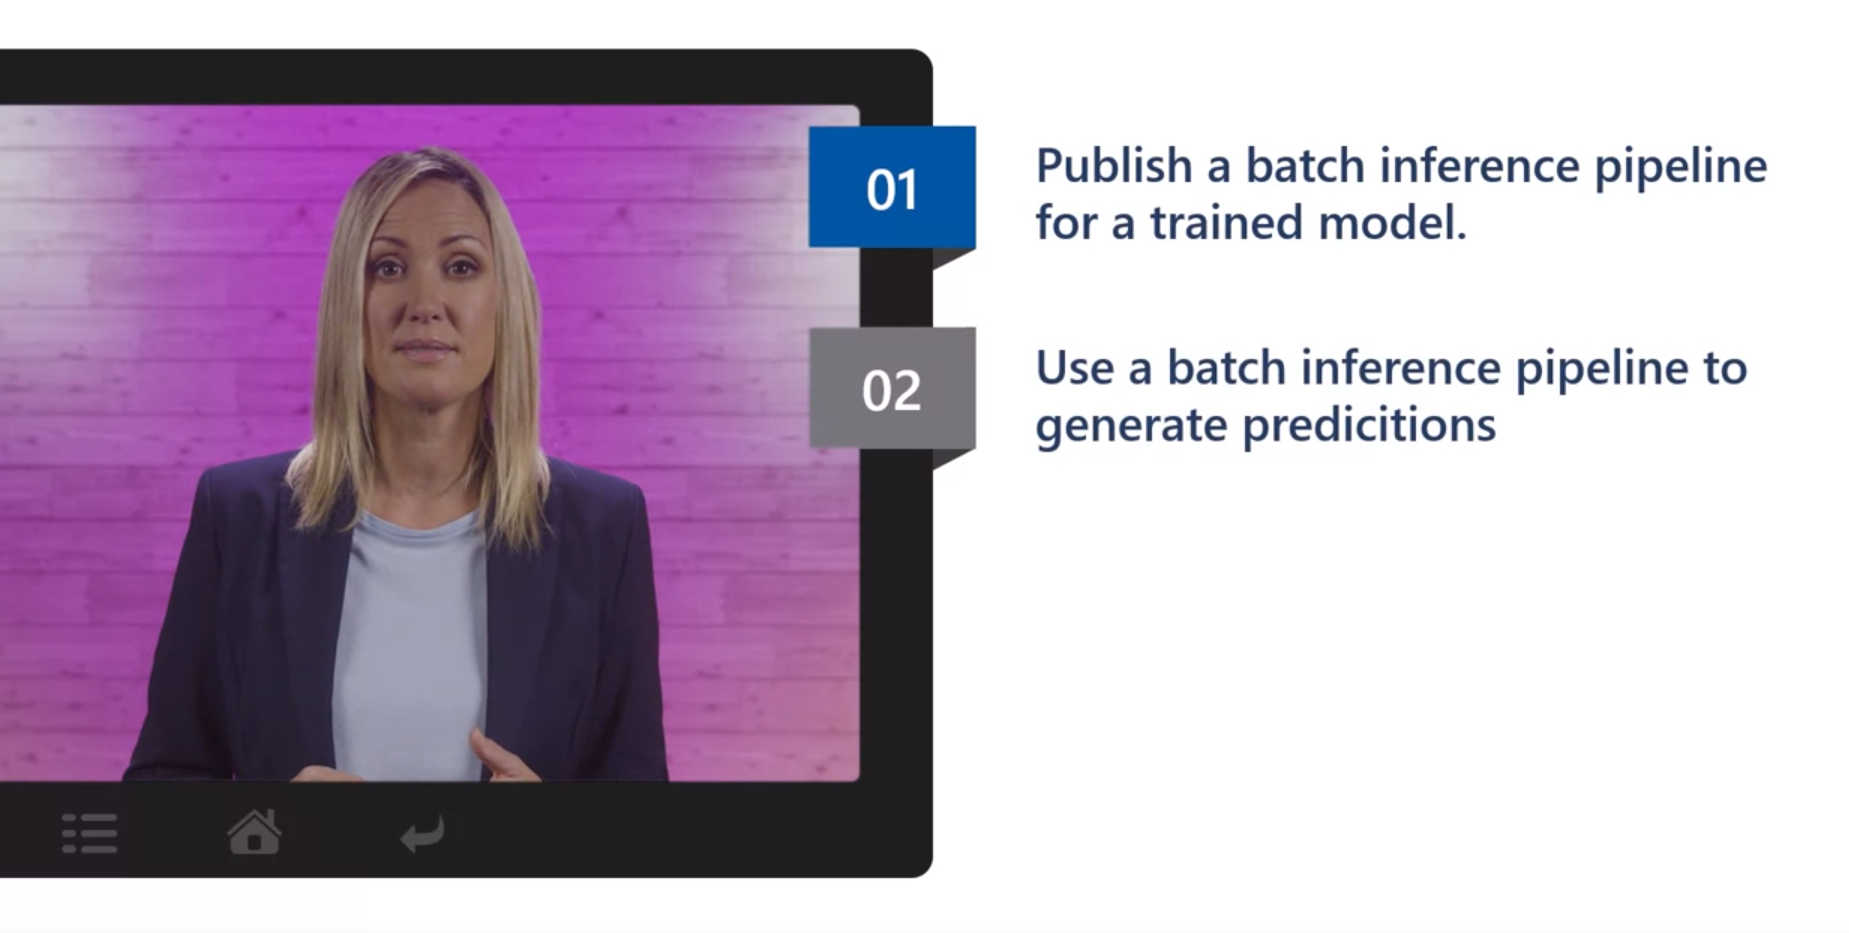 01
Publish a batch inference pipeline
for a trained model.
02
Use a batch inference pipeline to
generate predicitions